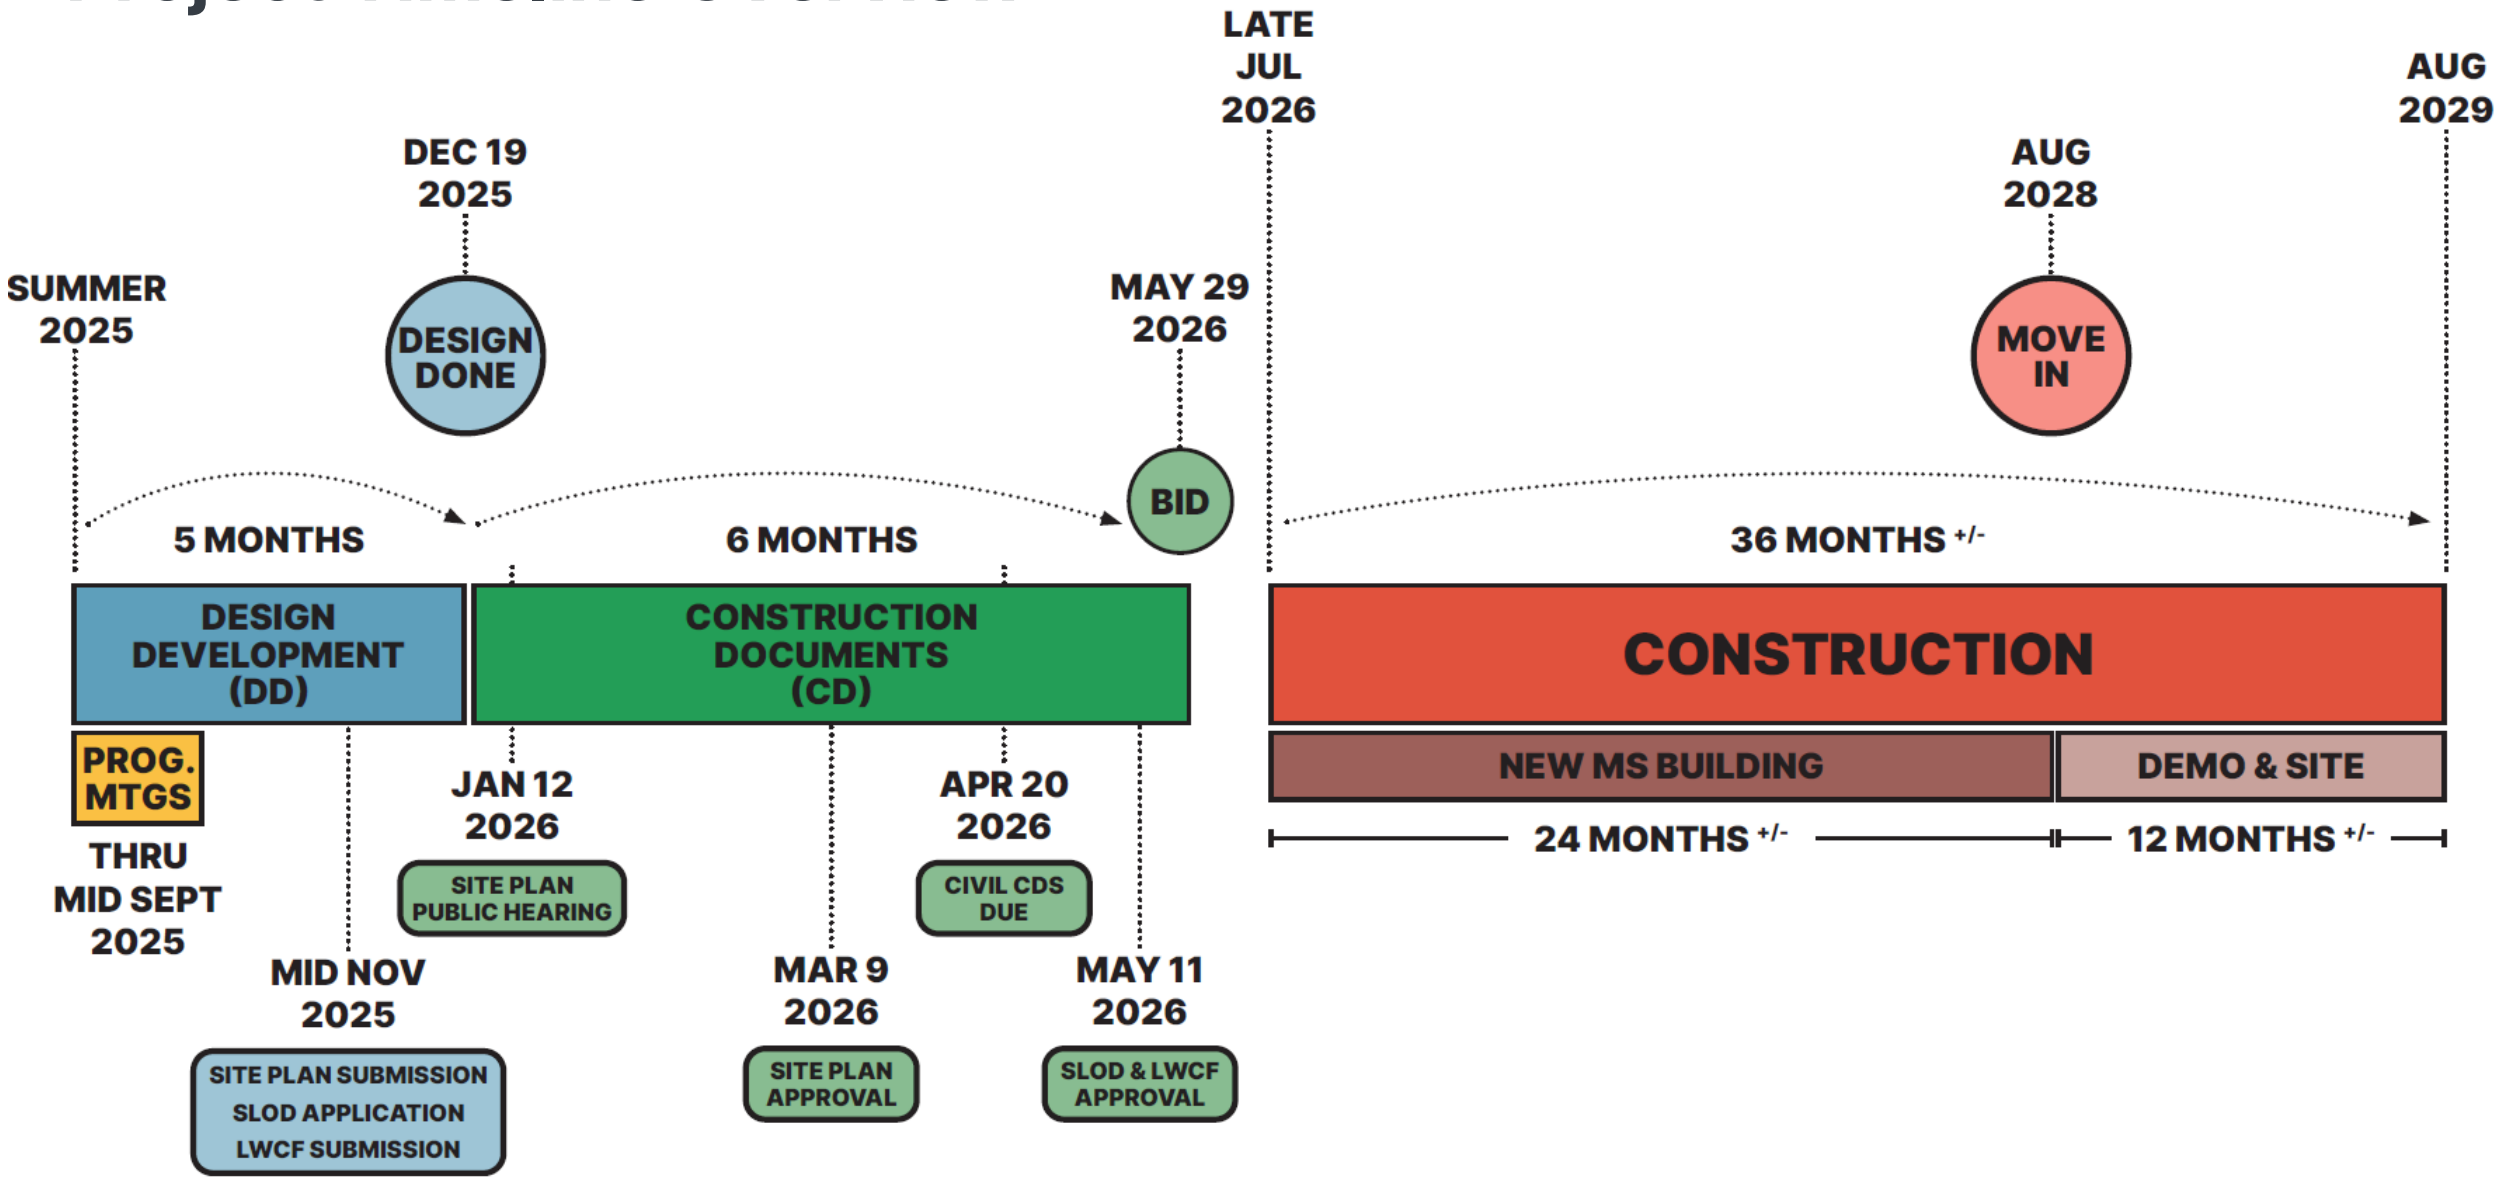 LATE
JUL
2026
AUG
2029
DEC 19
2025
AUG
2028
SUMMER
2025
DESIGN
DONE
MAY 29
2026
MOVE
IN
BID
5 MONTHS
6 MONTHS
36 MONTHS +/-
DESIGN
DEVELOPMENT
(DD)
CONSTRUCTION
DOCUMENTS
(CD)
CONSTRUCTION
PROG.
MTGS
NEW MS BUILDING
DEMO & SITE
24 MONTHS +/-
12 MONTHS +/-
THRU
MID SEPT
2025
JAN 12
2026
SITE PLAN
PUBLIC HEARING
APR 20
2026
CIVIL CDS
DUE
MID NOV
2025
SITE PLAN SUBMISSION
SLOD APPLICATION
LWCF SUBMISSION
MAR 9
2026
SITE PLAN
APPROVAL
MAY 11
2026
SLOD & LWCF
APPROVAL